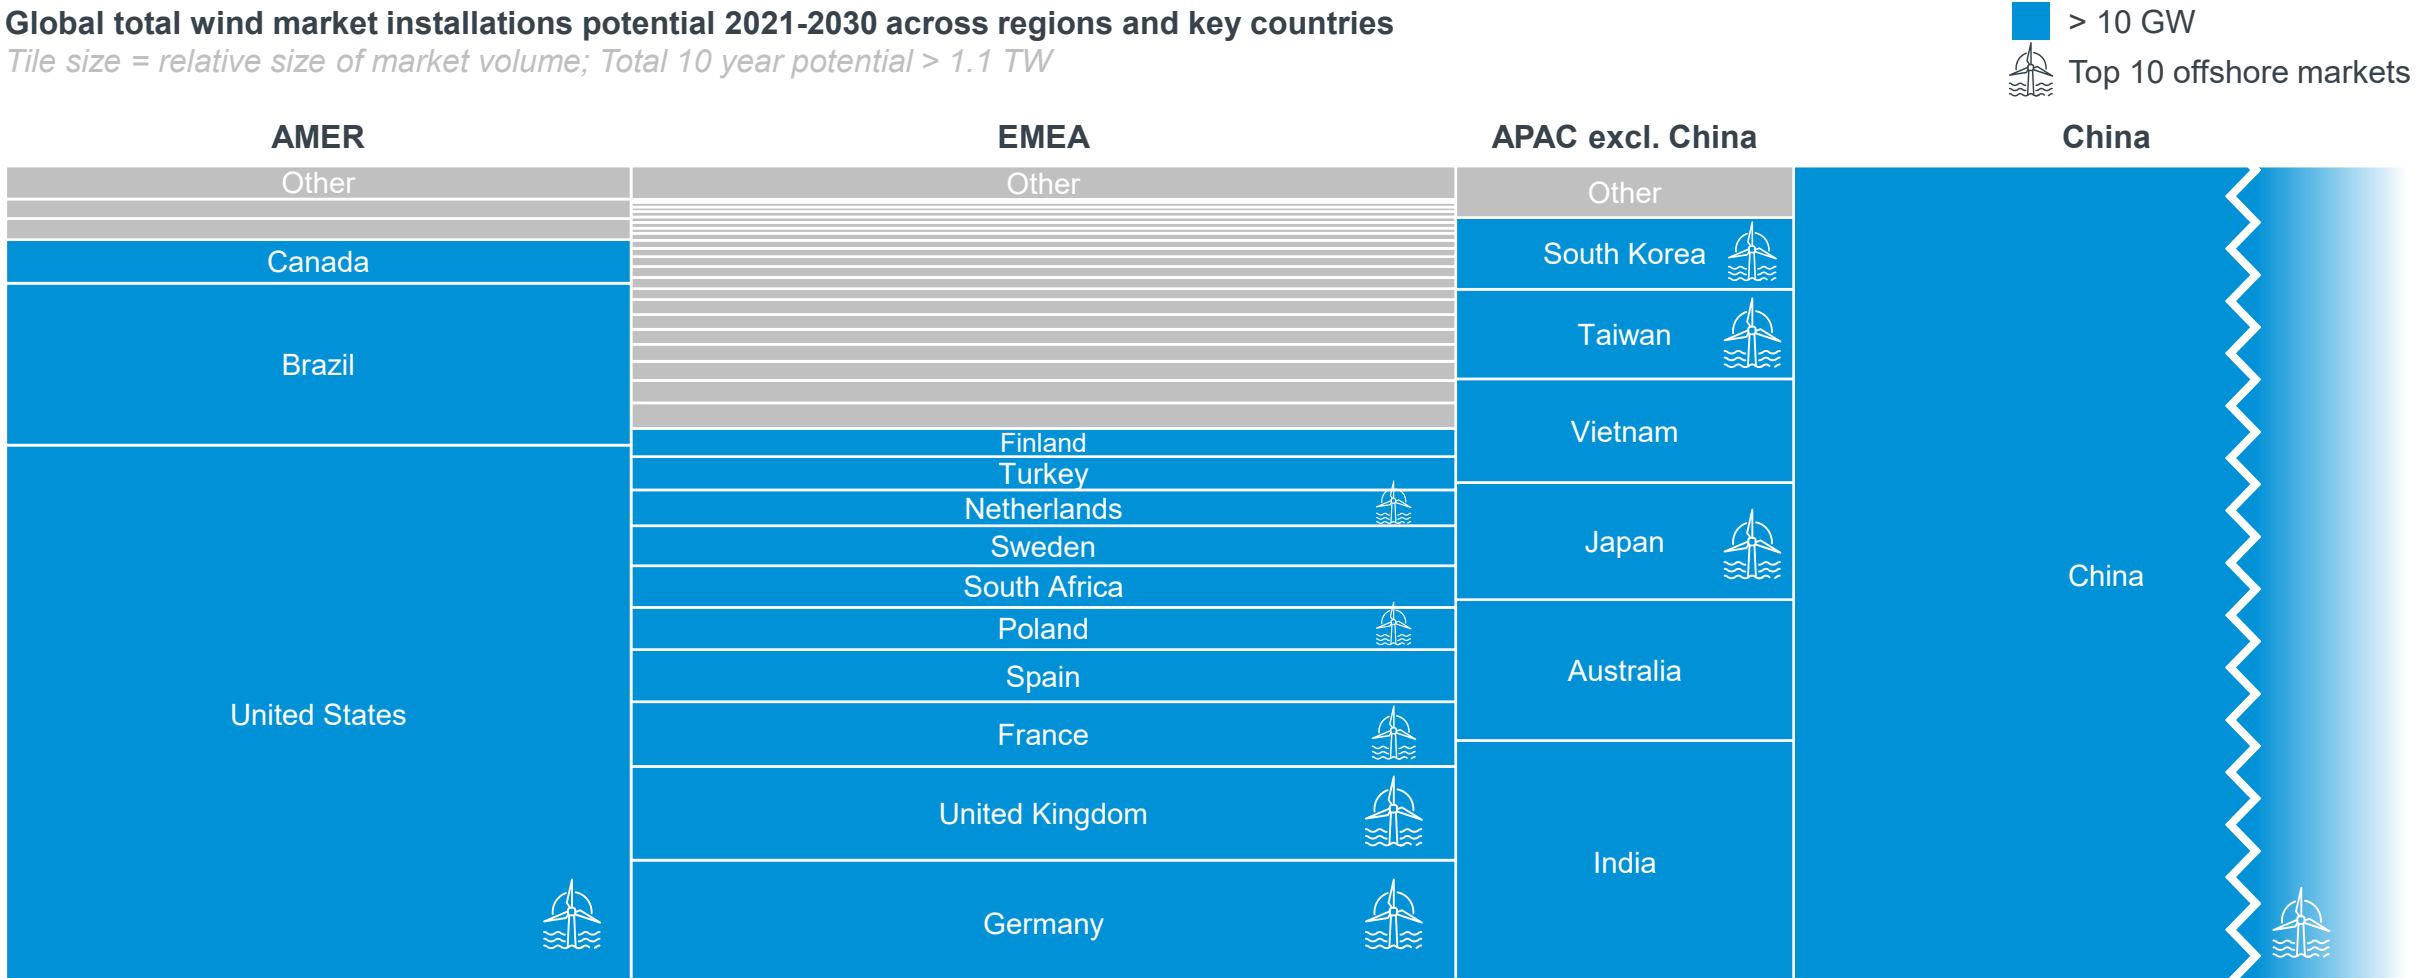 Global total wind market installations potential 2021-2030 across regions and key countries
Tile size = relative size of market volume; Total 10 year potential > 1.1 TW
> 10 GW
Top 10 offshore markets
AMER
EMEA
APAC excl. China
China
Other
Canada
Brazil
United States
Other
Finland
Turkey
Netherlands
Sweden
South Africa
Poland
Spain
France
United Kingdom
Germany
Other
South Korea
Taiwan
Vietnam
Japan
Australia
India
China